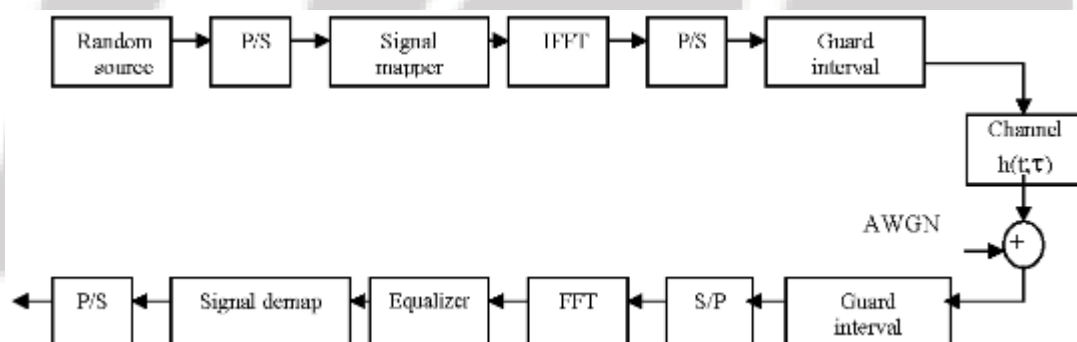 Random source
P/S
Signal mapper
IFFT
P/S
Guard interval
Channel h(t;τ)
AWGN
+
P/S
Signal demap
Equalizer
FFT
S/P
Guard interval